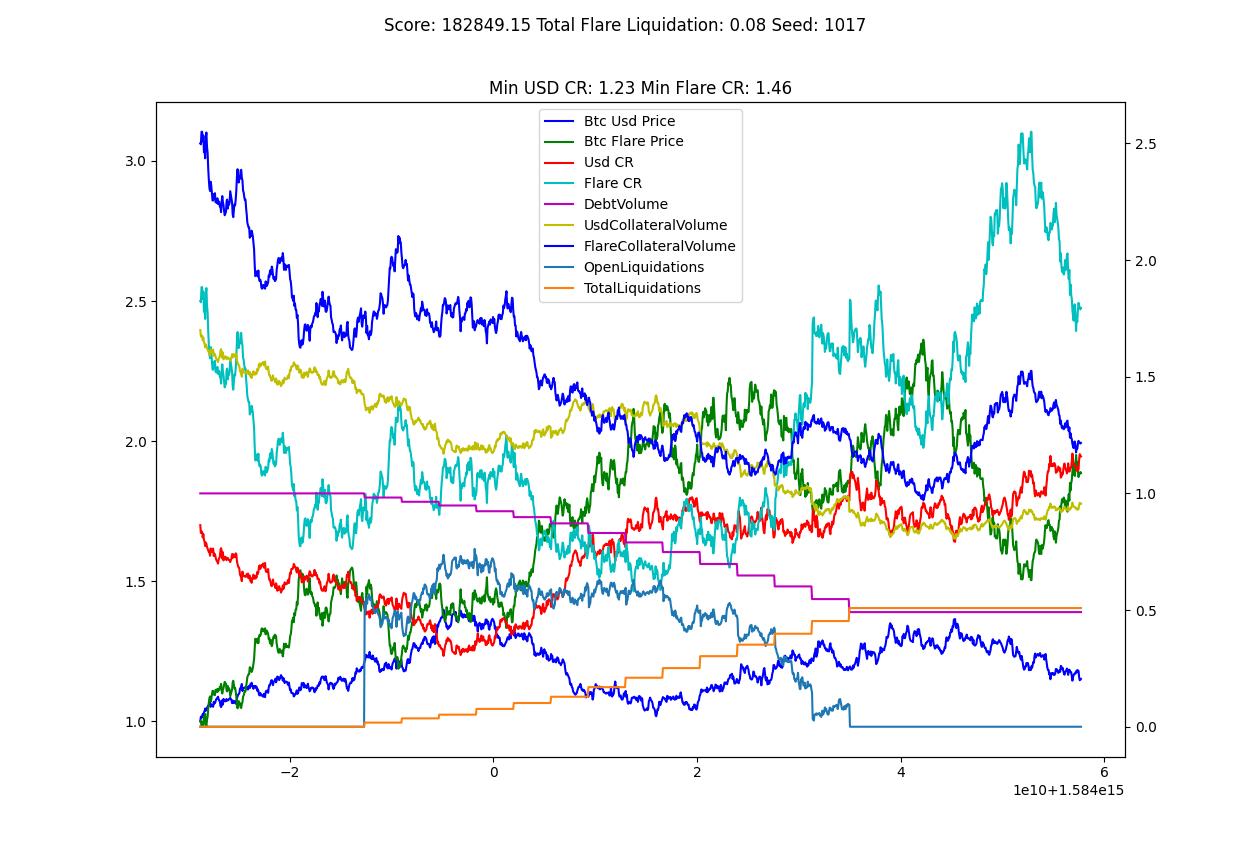 Score: 182849.15 Total Flare Liquidation: 0.08 Seed: 1017
Min USD CR: 1.23 Min Flare CR: 1.46
Btc Usd Price
Btc Flare Price
Usd CR
Flare CR
DebtVolume
UsdCollateralVolume
FlareCollateralVolume
OpenLiquidations
TotalLiquidations
3.0
2.5
2.0
1.5
1.0
2.5
2.0
1.5
1.0
0.5
0.0
−2 0 2 4 6
1e10+1.584e15